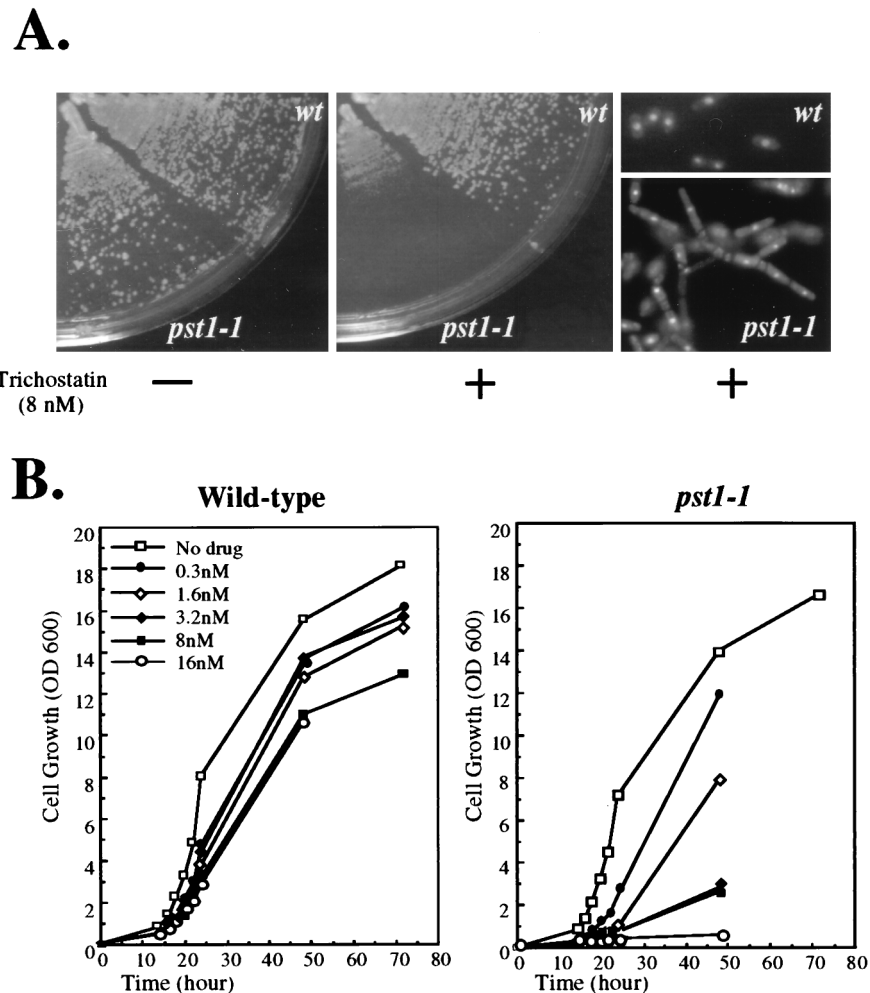 A.
wt
wt
wt
pst1-1
pst1-1
pst1-1
Trichostatin
(8 nM)
—
+
+
B.
Wild-type
pst1-1
Cell Growth (OD 600)
20
18
16
14
12
10
8
6
4
2
0
No drug
0.3nM
1.6nM
3.2nM
8nM
16nM
0 10 20 30 40 50 60 70 80
Time (hour)
Cell Growth (OD 600)
20
18
16
14
12
10
8
6
4
2
0
0 10 20 30 40 50 60 70 80
Time (hour)